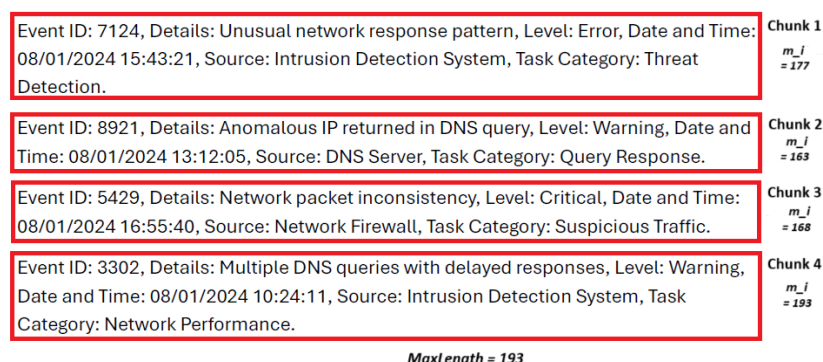 Event ID: 7124, Details: Unusual network response pattern, Level: Error, Date and Time:
08/01/2024 15:43:21, Source: Intrusion Detection System, Task Category: Threat
Detection.
Chunk 1
m_i
= 177
Event ID: 8921, Details: Anomalous IP returned in DNS query, Level: Warning, Date and
Time: 08/01/2024 13:12:05, Source: DNS Server, Task Category: Query Response.
Chunk 2
m_i
= 163
Event ID: 5429, Details: Network packet inconsistency, Level: Critical, Date and Time:
08/01/2024 16:55:40, Source: Network Firewall, Task Category: Suspicious Traffic.
Chunk 3
m_i
= 168
Event ID: 3302, Details: Multiple DNS queries with delayed responses, Level: Warning,
Date and Time: 08/01/2024 10:24:11, Source: Intrusion Detection System, Task
Category: Network Performance.
Chunk 4
m_i
= 193
MaxLength = 193